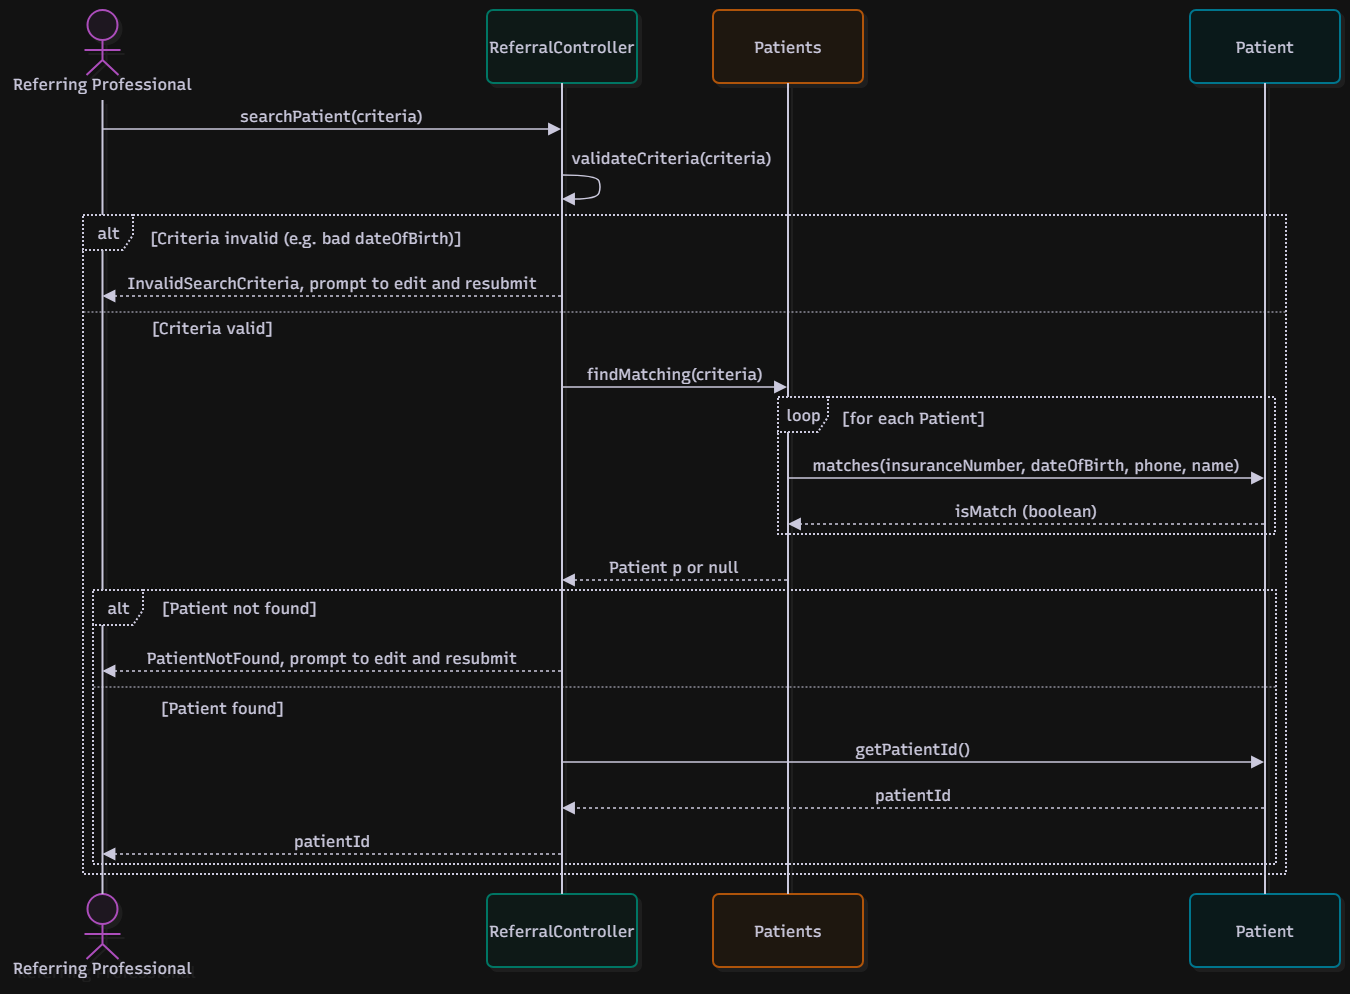 Referring Professional
ReferralController
Patients
Patient
searchPatient(criteria)
validateCriteria(criteria)
alt
[Criteria invalid (e.g. bad dateOfBirth)]
InvalidSearchCriteria, prompt to edit and resubmit
[Criteria valid]
findMatching(criteria)
loop
[for each Patient]
matches(insuranceNumber, dateOfBirth, phone, name)
isMatch (boolean)
Patient p or null
alt
[Patient not found]
PatientNotFound, prompt to edit and resubmit
[Patient found]
getPatientId()
patientId
patientId
Referring Professional
ReferralController
Patients
Patient